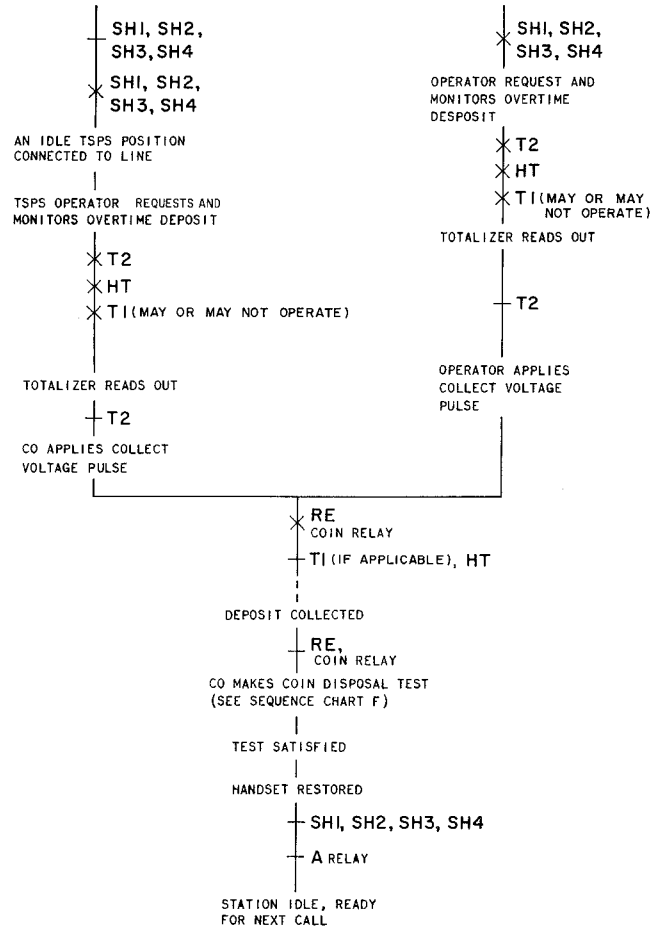 SH1, SH2,
SH3, SH4
SH1, SH2,
SH3, SH4
AN IDLE TSPS POSITION
CONNECTED TO LINE
TSPS OPERATOR REQUESTS AND
MONITORS OVERTIME DEPOSIT
T2
HT
T1 (MAY OR MAY NOT OPERATE)
TOTALIZER READS OUT
T2
CO APPLIES COLLECT
VOLTAGE PULSE
SH1, SH2,
SH3, SH4
OPERATOR REQUEST AND
MONITORS OVERTIME
DESPOSIT
T2
HT
T1 (MAY OR MAY
NOT OPERATE)
TOTALIZER READS OUT
T2
OPERATOR APPLIES
COLLECT VOLTAGE
PULSE
RE
COIN RELAY
T1 (IF APPLICABLE), HT
DEPOSIT COLLECTED
RE,
COIN RELAY
CO MAKES COIN DISPOSAL TEST
(SEE SEQUENCE CHART F)
TEST SATISFIED
HANDSET RESTORED
SH1, SH2, SH3, SH4
A RELAY
STATION IDLE, READY
FOR NEXT CALL